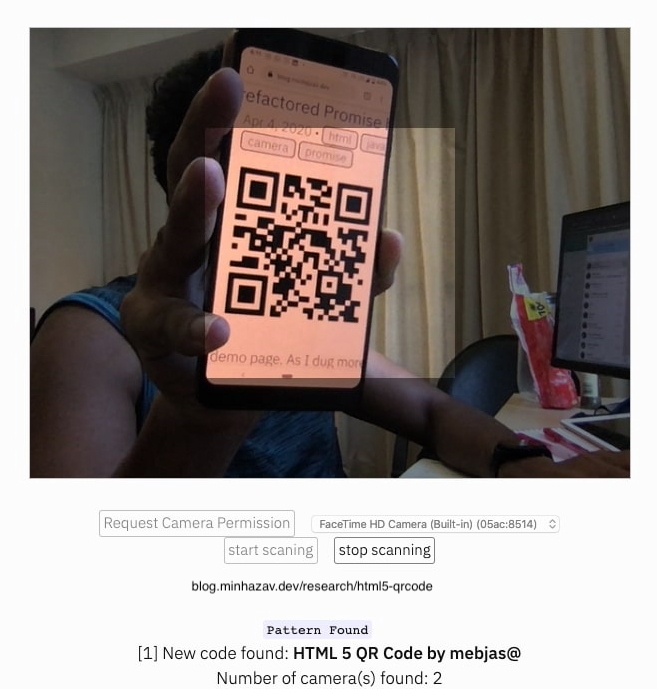 blog.minhazav.dev
refactored Promise
Apr 4, 2020 • html java
camera promise
demo page. As I dug more
Request Camera Permission FaceTime HD Camera (Built-in) (05ac:8514)
start scaning stop scanning
blog.minhazav.dev/research/html5-qrcode
Pattern Found
[1] New code found: HTML 5 QR Code by mebjas@
Number of camera(s) found: 2